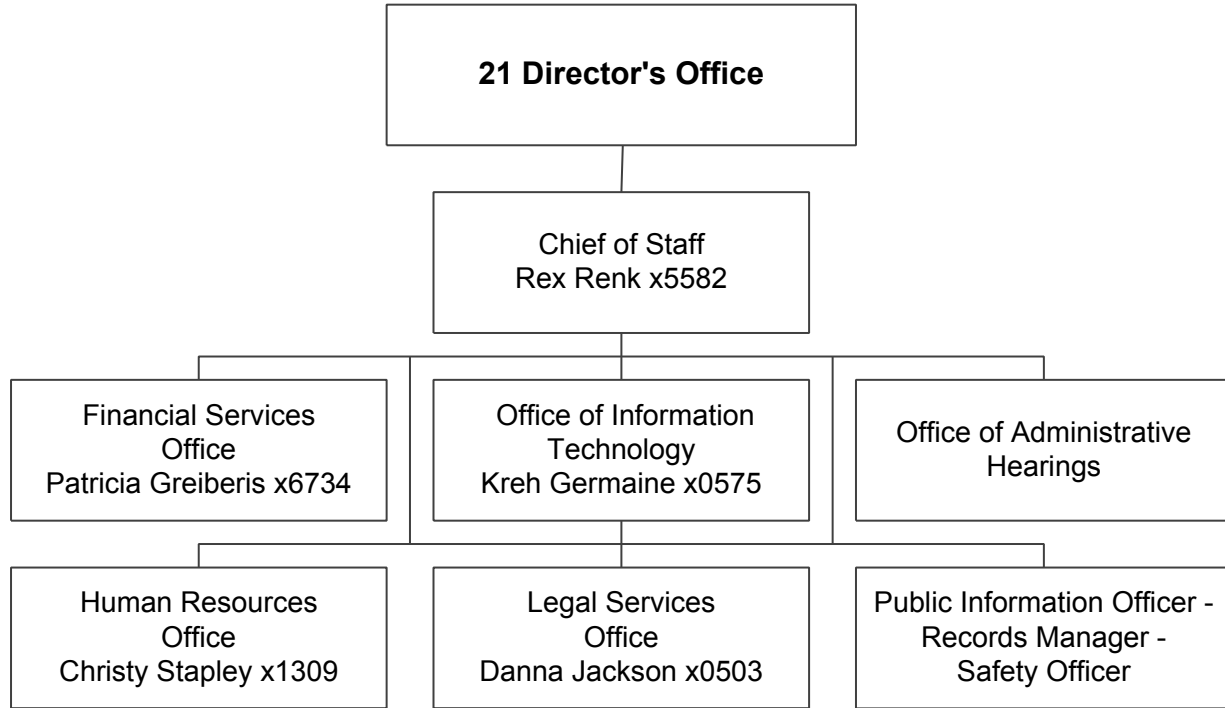 21 Director's Office
Chief of Staff
Rex Renk x5582
Financial Services
Office
Patricia Greiberis x6734
Office of Information
Technology
Kreh Germaine x0575
Office of Administrative
Hearings
Human Resources
Office
Christy Stapley x1309
Legal Services
Office
Danna Jackson x0503
Public Information Officer -
Records Manager -
Safety Officer